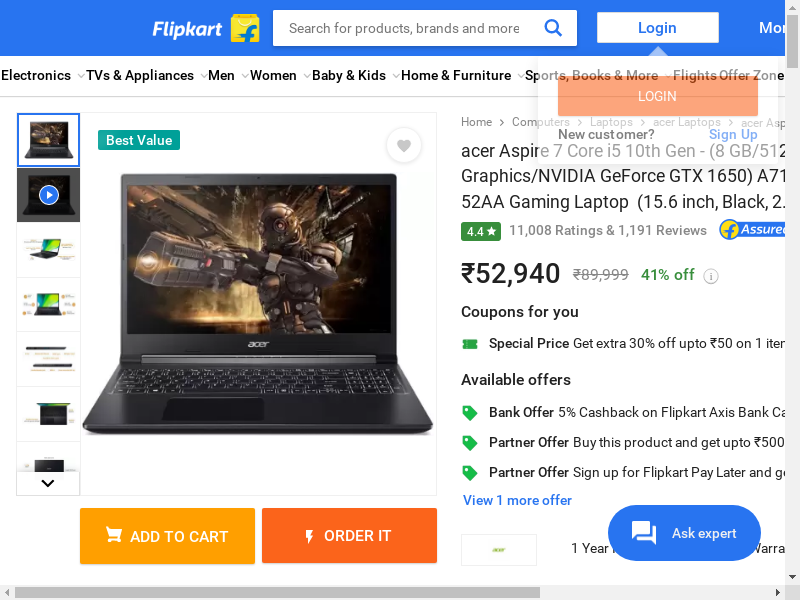 Flipkart
Search for products, brands and more
Login
Electronics
TVs & Appliances
Men
Women
Baby & Kids
Home & Furniture
Sports, Books & More
Flights
Offer Zone
LOGIN
New customer?
Sign Up
Home
Computers
Laptops
acer Laptops
acer
Best Value
acer Aspire 7 Core i5 10th Gen - (8 GB/512
Graphics/NVIDIA GeForce GTX 1650) A71
52AA Gaming Laptop (15.6 inch, Black, 2.
4.4 ★
11,008 Ratings & 1,191 Reviews
Assured
₹52,940
₹89,999
41% off
Coupons for you
Special Price Get extra 30% off upto ₹50 on 1
Available offers
Bank Offer 5% Cashback on Flipkart Axis Bank
Partner Offer Buy this product and get upto ₹500
Partner Offer Sign up for Flipkart Pay Later and
View 1 more offer
acer
acer
1 Year
Ask expert
ADD TO CART
ORDER IT